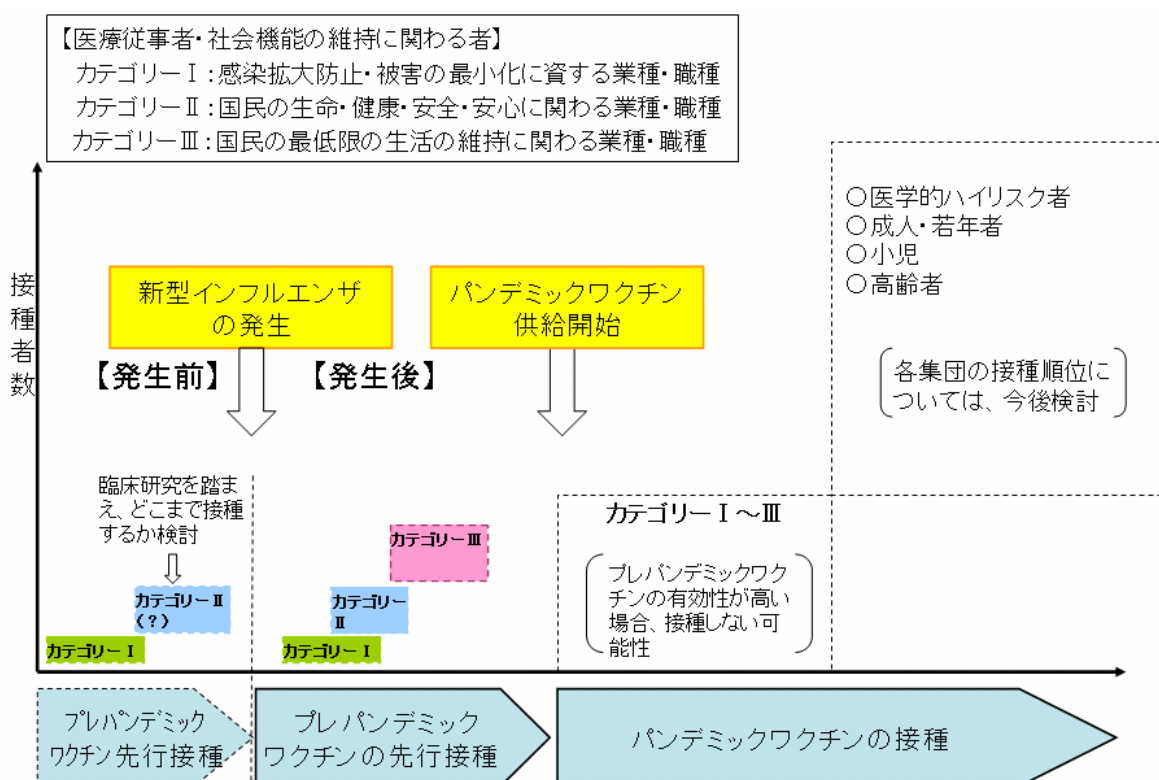 【医療従事者・社会機能の維持に関わる者】
カテゴリーⅠ：感染拡大防止・被害の最小化に資する業種・職種
カテゴリーⅡ：国民の生命・健康・安全・安心に関わる業種・職種
カテゴリーⅢ：国民の最低限の生活の維持に関わる業種・職種
接種者数
○医学的ハイリスク者
○成人・若年者
○小児
○高齢者
各集団の接種順位に
ついては、今後検討
新型インフルエンザ
の発生
パンデミックワクチン
供給開始
【発生前】
【発生後】
臨床研究を踏ま
え、どこまで接種
するか検討
カテゴリーⅡ
（？）
カテゴリーⅠ
カテゴリーⅢ
カテゴリー
Ⅱ
カテゴリーⅠ
カテゴリーⅠ～Ⅲ
プレパンデミックワク
チンの有効性が高い
場合、接種しない可
能性
プレパンデミック
ワクチン先行接種
プレパンデミック
ワクチンの先行接種
パンデミックワクチンの接種